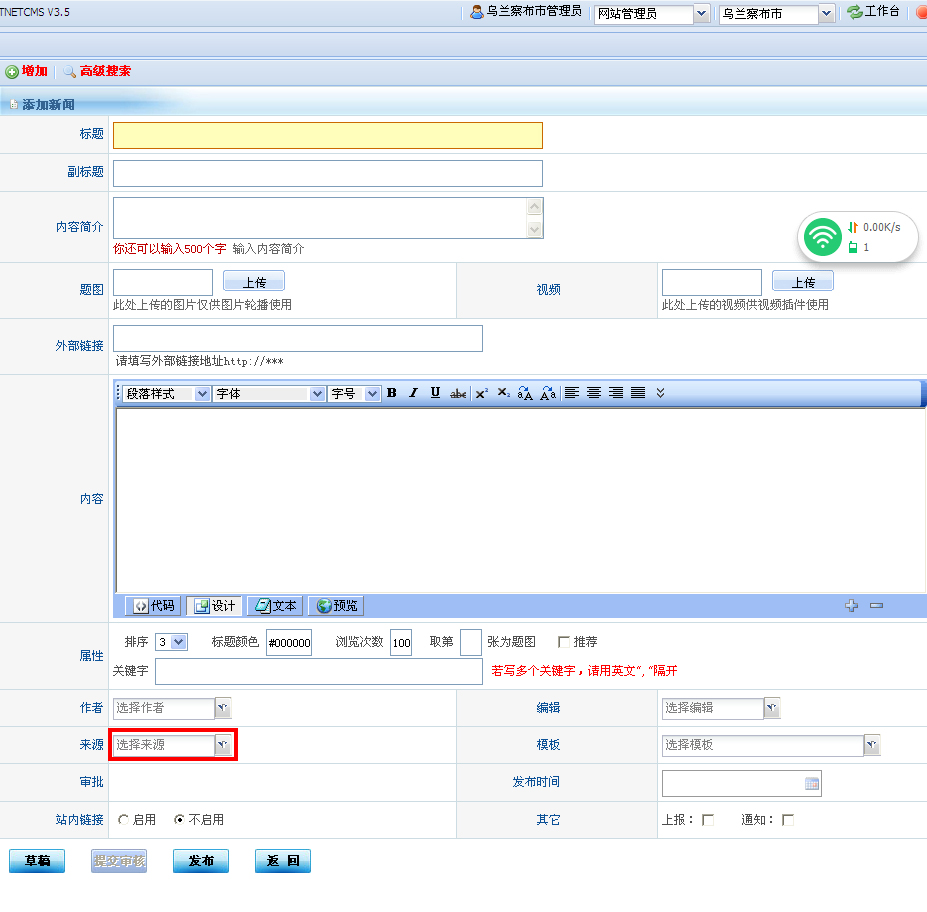 TNETCMS V3.5 乌兰察布市管理员 网站管理员 乌兰察布市 工作台
增加 高级搜索
添加新闻
标题
副标题
内容简介
你还可以输入500个字 输入内容简介
0.00K/s
1
题图 上传 视频 上传
此处上传的图片仅供图片轮播使用 此处上传的视频供视频插件使用
外部链接
请填写外部链接地址http://***
段落样式 字体 字号 B I U abc x² x₂ aA Aa
内容
代码 设计 文本 预览
属性
排序 3 标题颜色 #000000 浏览次数 100 取第 张为题图 推荐
关键字 若写多个关键字，请用英文“,“隔开
作者 选择作者 编辑 选择编辑
来源 选择来源 模板 选择模板
审批 发布时间
站内链接 启用 不启用 其它 上报： 通知：
草稿 提交审核 发布 返 回